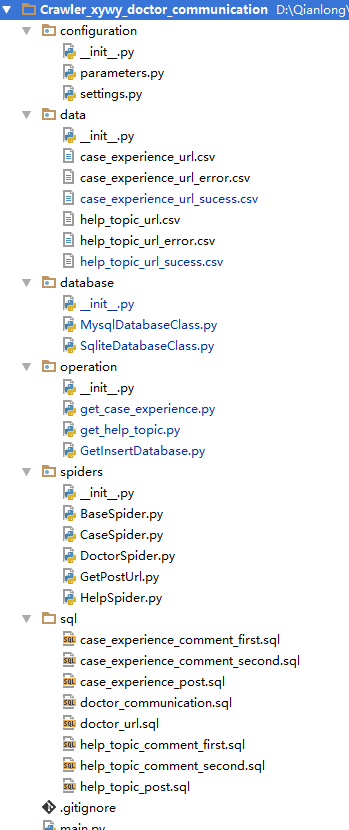 Crawler_xywy_doctor_communication D:\Qianlong\
configuration
__init__.py
parameters.py
settings.py
data
__init__.py
case_experience_url.csv
case_experience_url_error.csv
case_experience_url_sucess.csv
help_topic_url.csv
help_topic_url_error.csv
help_topic_url_sucess.csv
database
__init__.py
MysqlDatabaseClass.py
SqliteDatabaseClass.py
operation
__init__.py
get_case_experience.py
get_help_topic.py
GetInsertDatabase.py
spiders
__init__.py
BaseSpider.py
CaseSpider.py
DoctorSpider.py
GetPostUrl.py
HelpSpider.py
sql
case_experience_comment_first.sql
case_experience_comment_second.sql
case_experience_post.sql
doctor_communication.sql
doctor_url.sql
help_topic_comment_first.sql
help_topic_comment_second.sql
help_topic_post.sql
.gitignore
main.py